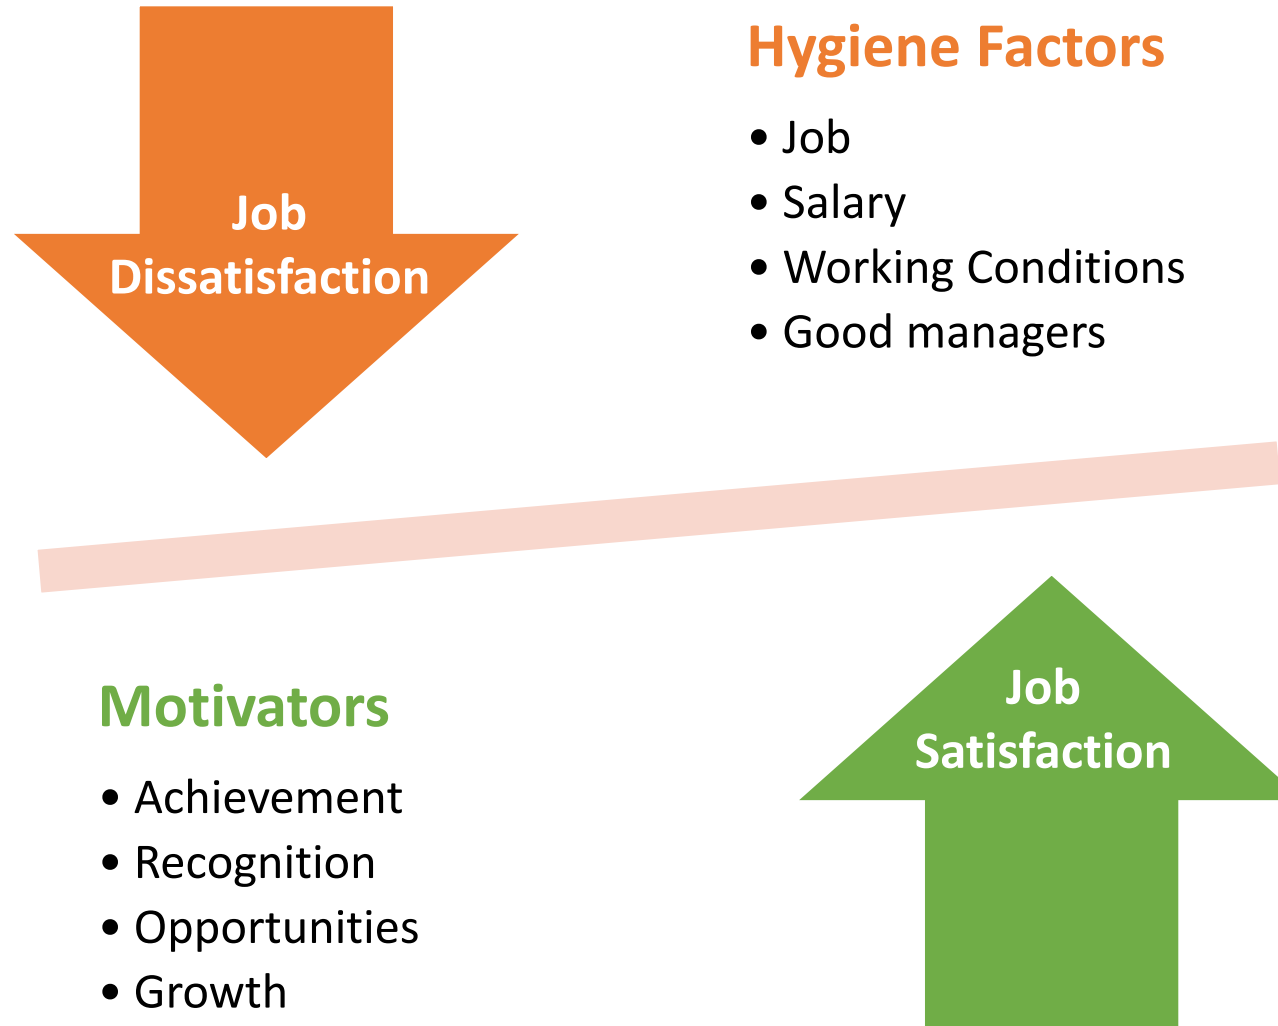 Job
Dissatisfaction
Hygiene Factors
• Job
• Salary
• Working Conditions
• Good managers
Motivators
• Achievement
• Recognition
• Opportunities
• Growth
Job
Satisfaction